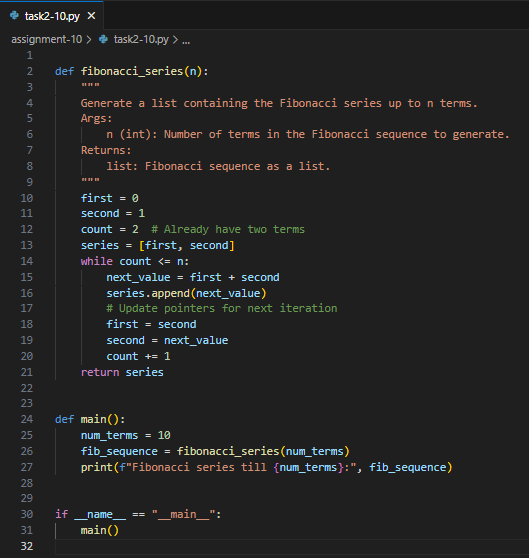 task2-10.py ×
assignment-10 > task2-10.py > ...
1
2 def fibonacci_series(n):
3 """
4 Generate a list containing the Fibonacci series up to n terms.
5 Args:
6 n (int): Number of terms in the Fibonacci sequence to generate.
7 Returns:
8 list: Fibonacci sequence as a list.
9 """
10 first = 0
11 second = 1
12 count = 2  # Already have two terms
13 series = [first, second]
14 while count <= n:
15 next_value = first + second
16 series.append(next_value)
17 # Update pointers for next iteration
18 first = second
19 second = next_value
20 count += 1
21 return series
22
23
24 def main():
25 num_terms = 10
26 fib_sequence = fibonacci_series(num_terms)
27 print(f"Fibonacci series till {num_terms}:", fib_sequence)
28
29
30 if __name__ == "__main__":
31 main()
32